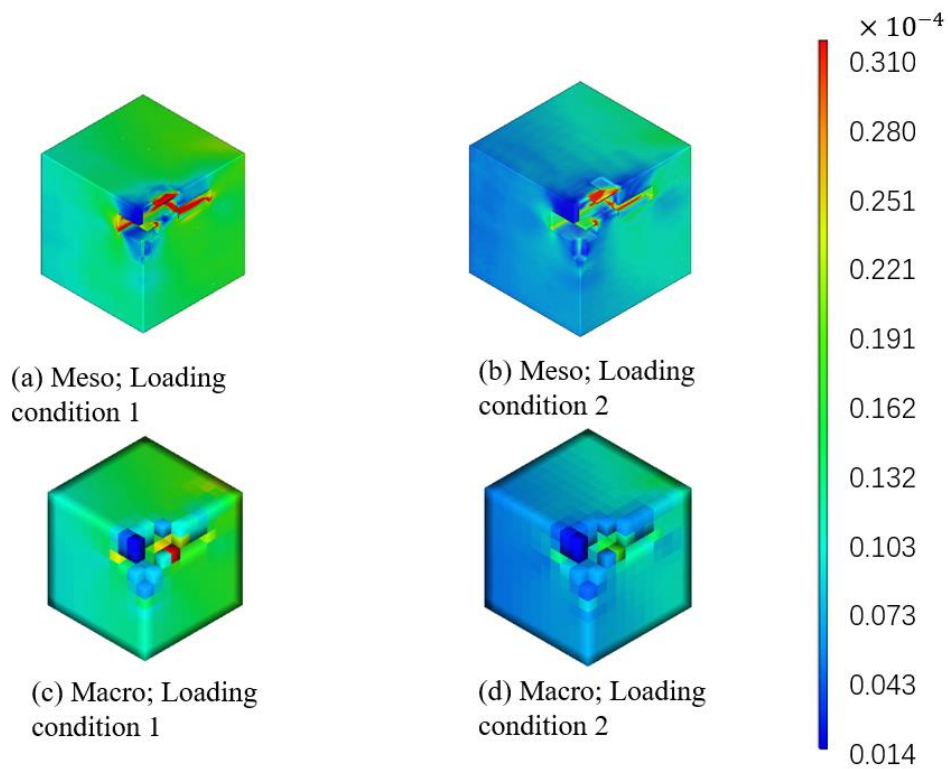 × 10⁻⁴
0.310
0.280
0.251
0.221
0.191
0.162
0.132
0.103
0.073
0.043
0.014
(a) Meso; Loading
condition 1
(b) Meso; Loading
condition 2
(c) Macro; Loading
condition 1
(d) Macro; Loading
condition 2